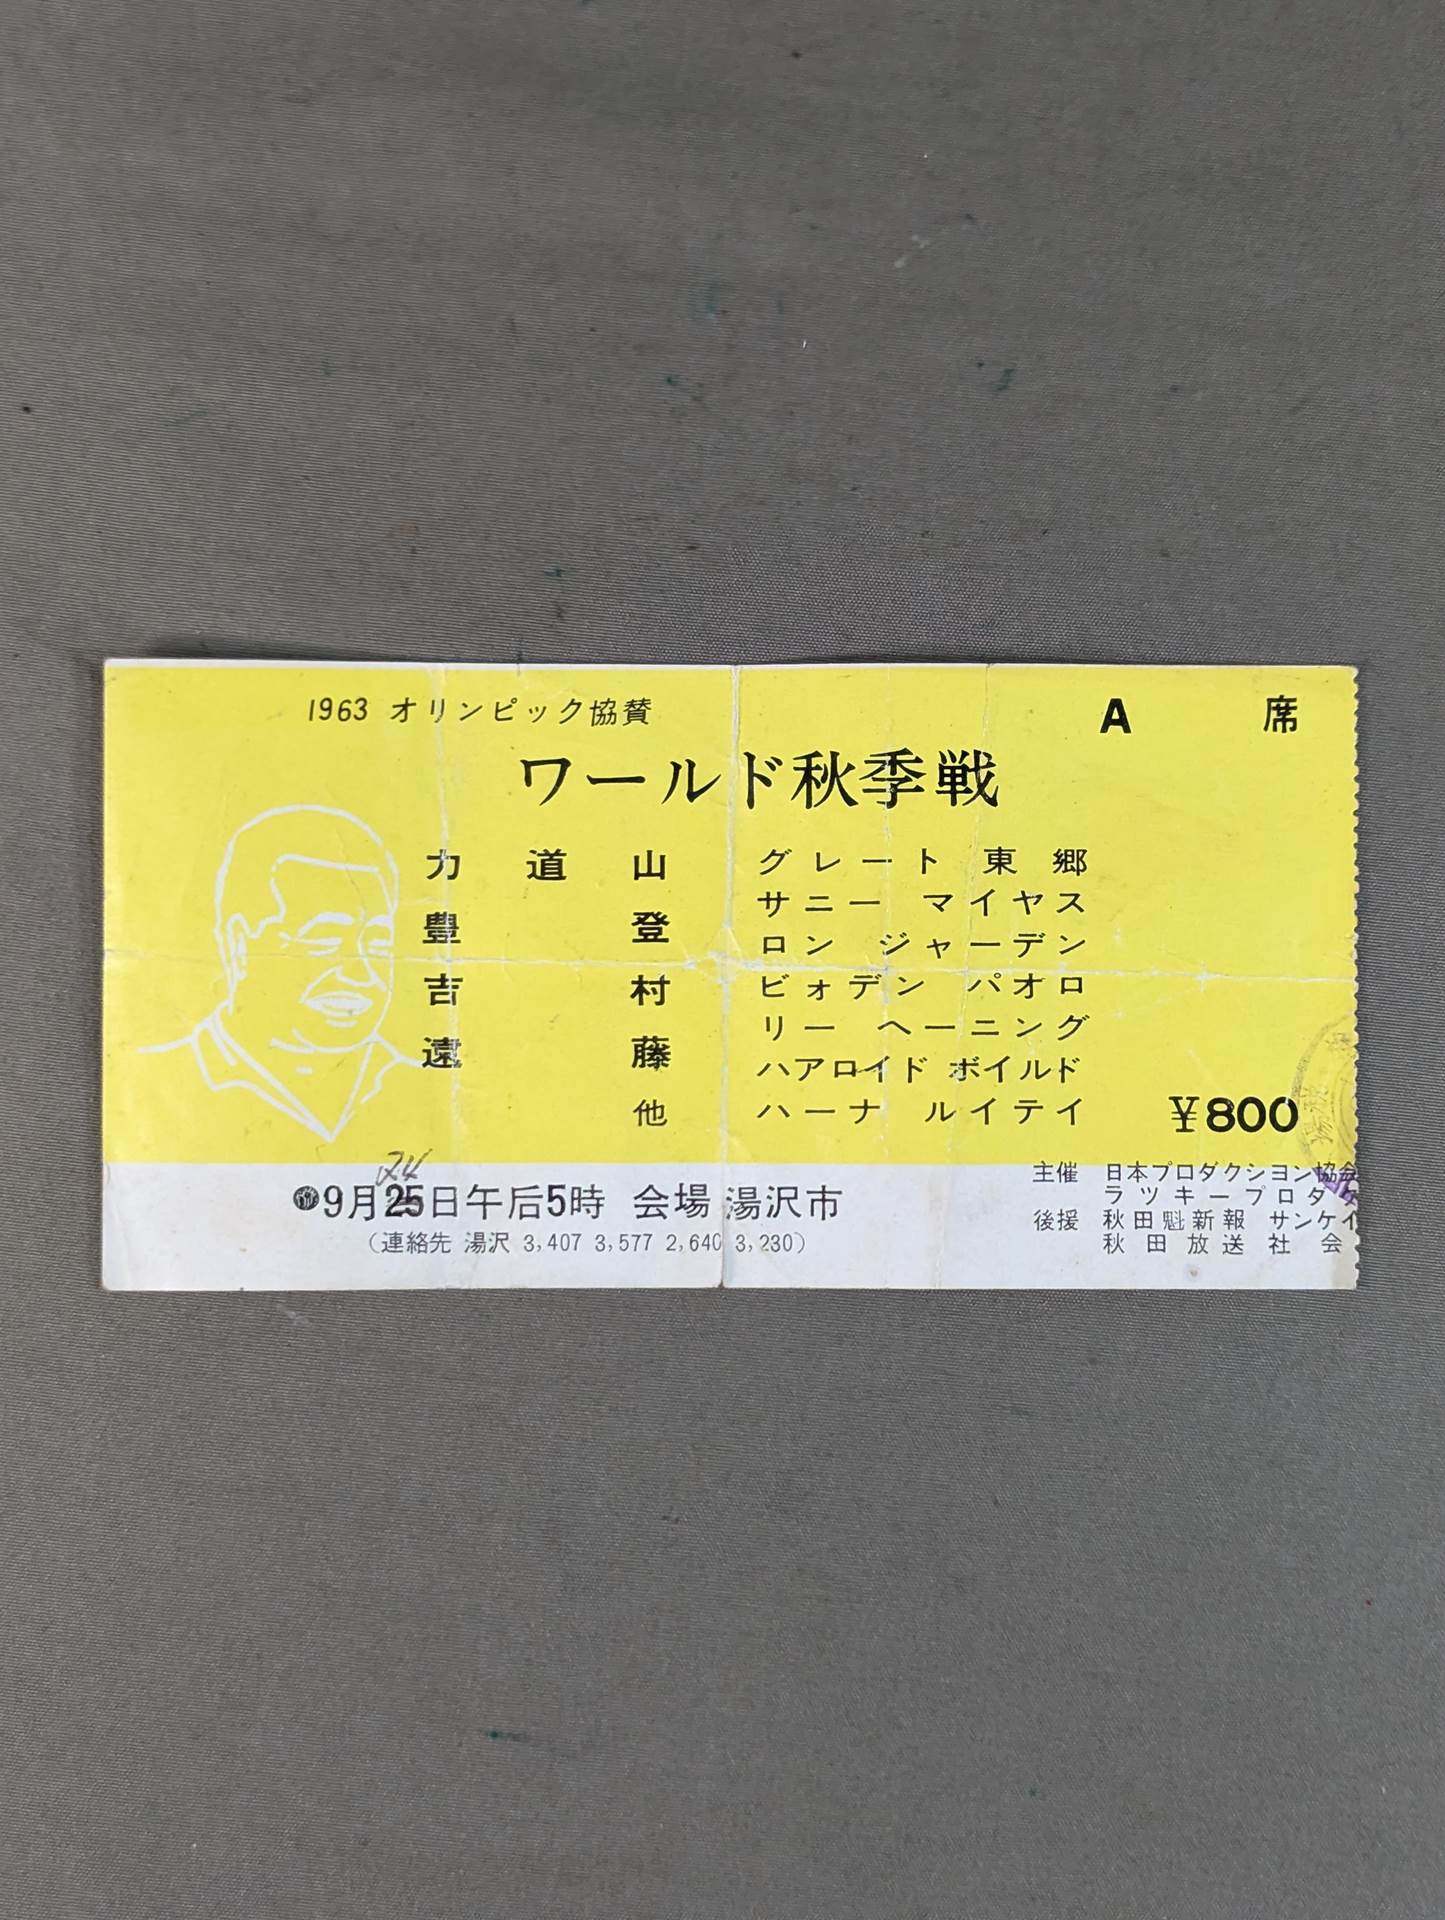 1963 オリンピック協賛
A 席
ワールド秋季戦
力道山
豊登
吉村
遠藤
他
グレート東郷
サニー マイヤス
ロン ジャーデン
ビォデン パオロ
リー ヘーニング
ハアロイド ボイルド
ハーナ ルイテイ
¥800
24
9月25日午后5時 会場 湯沢市
(連絡先 湯沢 3,407 3,577 2,640 3,230)
主催 日本プロダクション協会
ラツキープロダ
後援 秋田魁新報 サンケイ
秋田放送社会